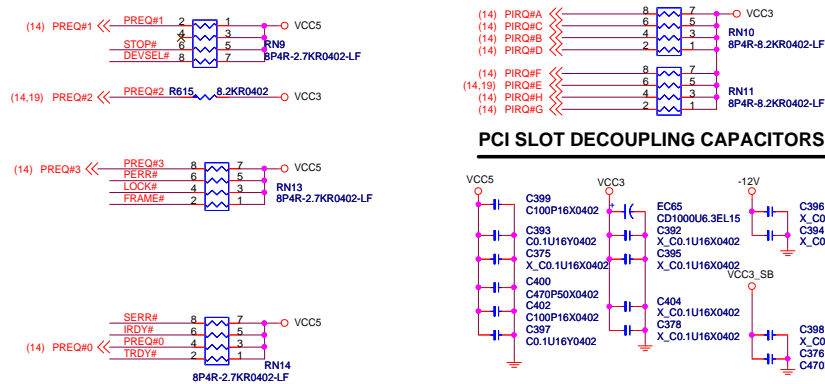 (14) PREQ#1 PREQ#1 2 1 VCC5
4 3
STOP# 6 5 RN9
DEVSEL# 8 7 8P4R-2.7KR0402-LF
(14,19) PREQ#2 PREQ#2 R615 8.2KR0402 VCC3
(14) PREQ#3 PREQ#3 8 7 VCC5
PERR# 6 5
LOCK# 4 3 RN13
FRAME# 2 1 8P4R-2.7KR0402-LF
SERR# 8 7 VCC5
IRDY# 6 5
(14) PREQ#0 PREQ#0 4 3
TRDY# 2 1
RN14
8P4R-2.7KR0402-LF
(14) PIRQ#A 8 7 VCC3
(14) PIRQ#C 6 5
(14) PIRQ#B 4 3 RN10
(14) PIRQ#D 2 1 8P4R-8.2KR0402-LF
(14) PIRQ#F 8 7
(14,19) PIRQ#E 6 5
(14) PIRQ#H 4 3 RN11
(14) PIRQ#G 2 1 8P4R-8.2KR0402-LF
PCI SLOT DECOUPLING CAPACITORS
VCC5
C399
C100P16X0402
C393
C0.1U16Y0402
C375
X_C0.1U16X0402
C400
C470P50X0402
C402
C100P16X0402
C397
C0.1U16Y0402
VCC3
+
EC65
CD1000U6.3EL15
C392
X_C0.1U16X0402
C395
X_C0.1U16X0402
C404
X_C0.1U16X0402
C378
X_C0.1U16X0402
-12V
C396
X_C0
C394
X_C0
VCC3_SB
C398
X_C0
C376
C470